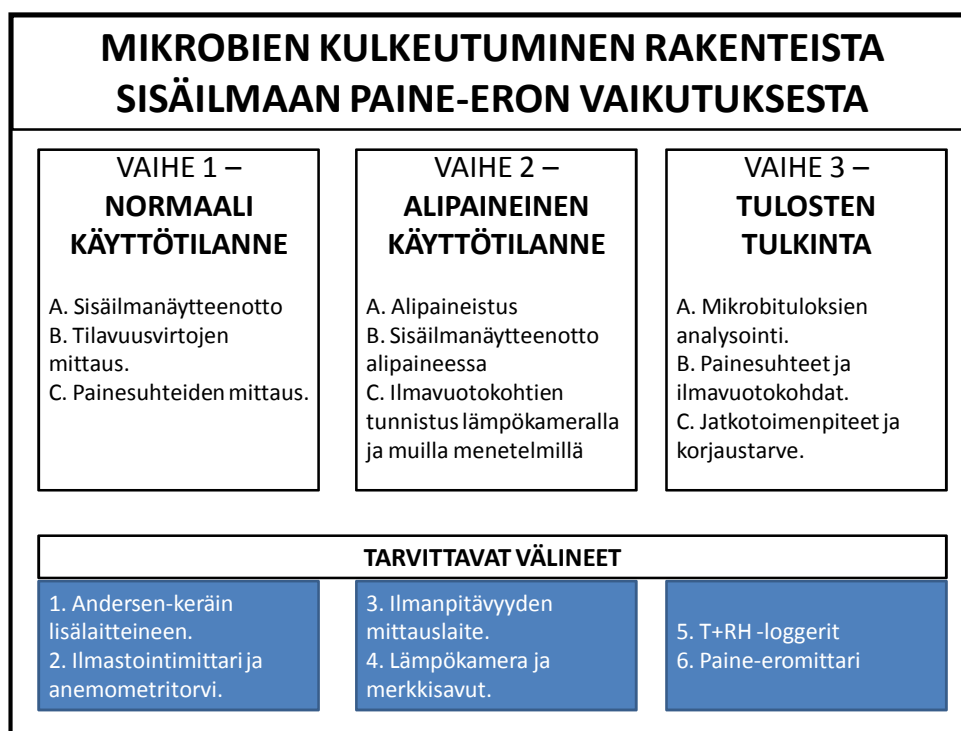 MIKROBIEN KULKEUTUMINEN RAKENTEISTA
SISÄILMAAN PAINE-ERON VAIKUTUKSESTA
VAIHE 1 –
NORMAALI
KÄYTTÖTILANNE
A. Sisäilmanäytteenotto
B. Tilavuusvirtojen
mittaus.
C. Painesuhteiden mittaus.
VAIHE 2 –
ALIPAINEINEN
KÄYTTÖTILANNE
A. Alipaineistus
B. Sisäilmanäytteenotto
alipaineessa
C. Ilmavuotokohtien
tunnistus lämpökameralla
ja muilla menetelmillä
VAIHE 3 –
TULOSTEN
TULKINTA
A. Mikrobituloksien
analysointi.
B. Painesuhteet ja
ilmavuotokohdat.
C. Jatkotoimenpiteet ja
korjaustarve.
TARVITTAVAT VÄLINEET
1. Andersen-keräin
lisälaitteineen.
2. Ilmastointimittari ja
anemometritorvi.
3. Ilmanpitävyyden
mittauslaite.
4. Lämpökamera ja
merkkisavut.
5. T+RH -loggerit
6. Paine-eromittari